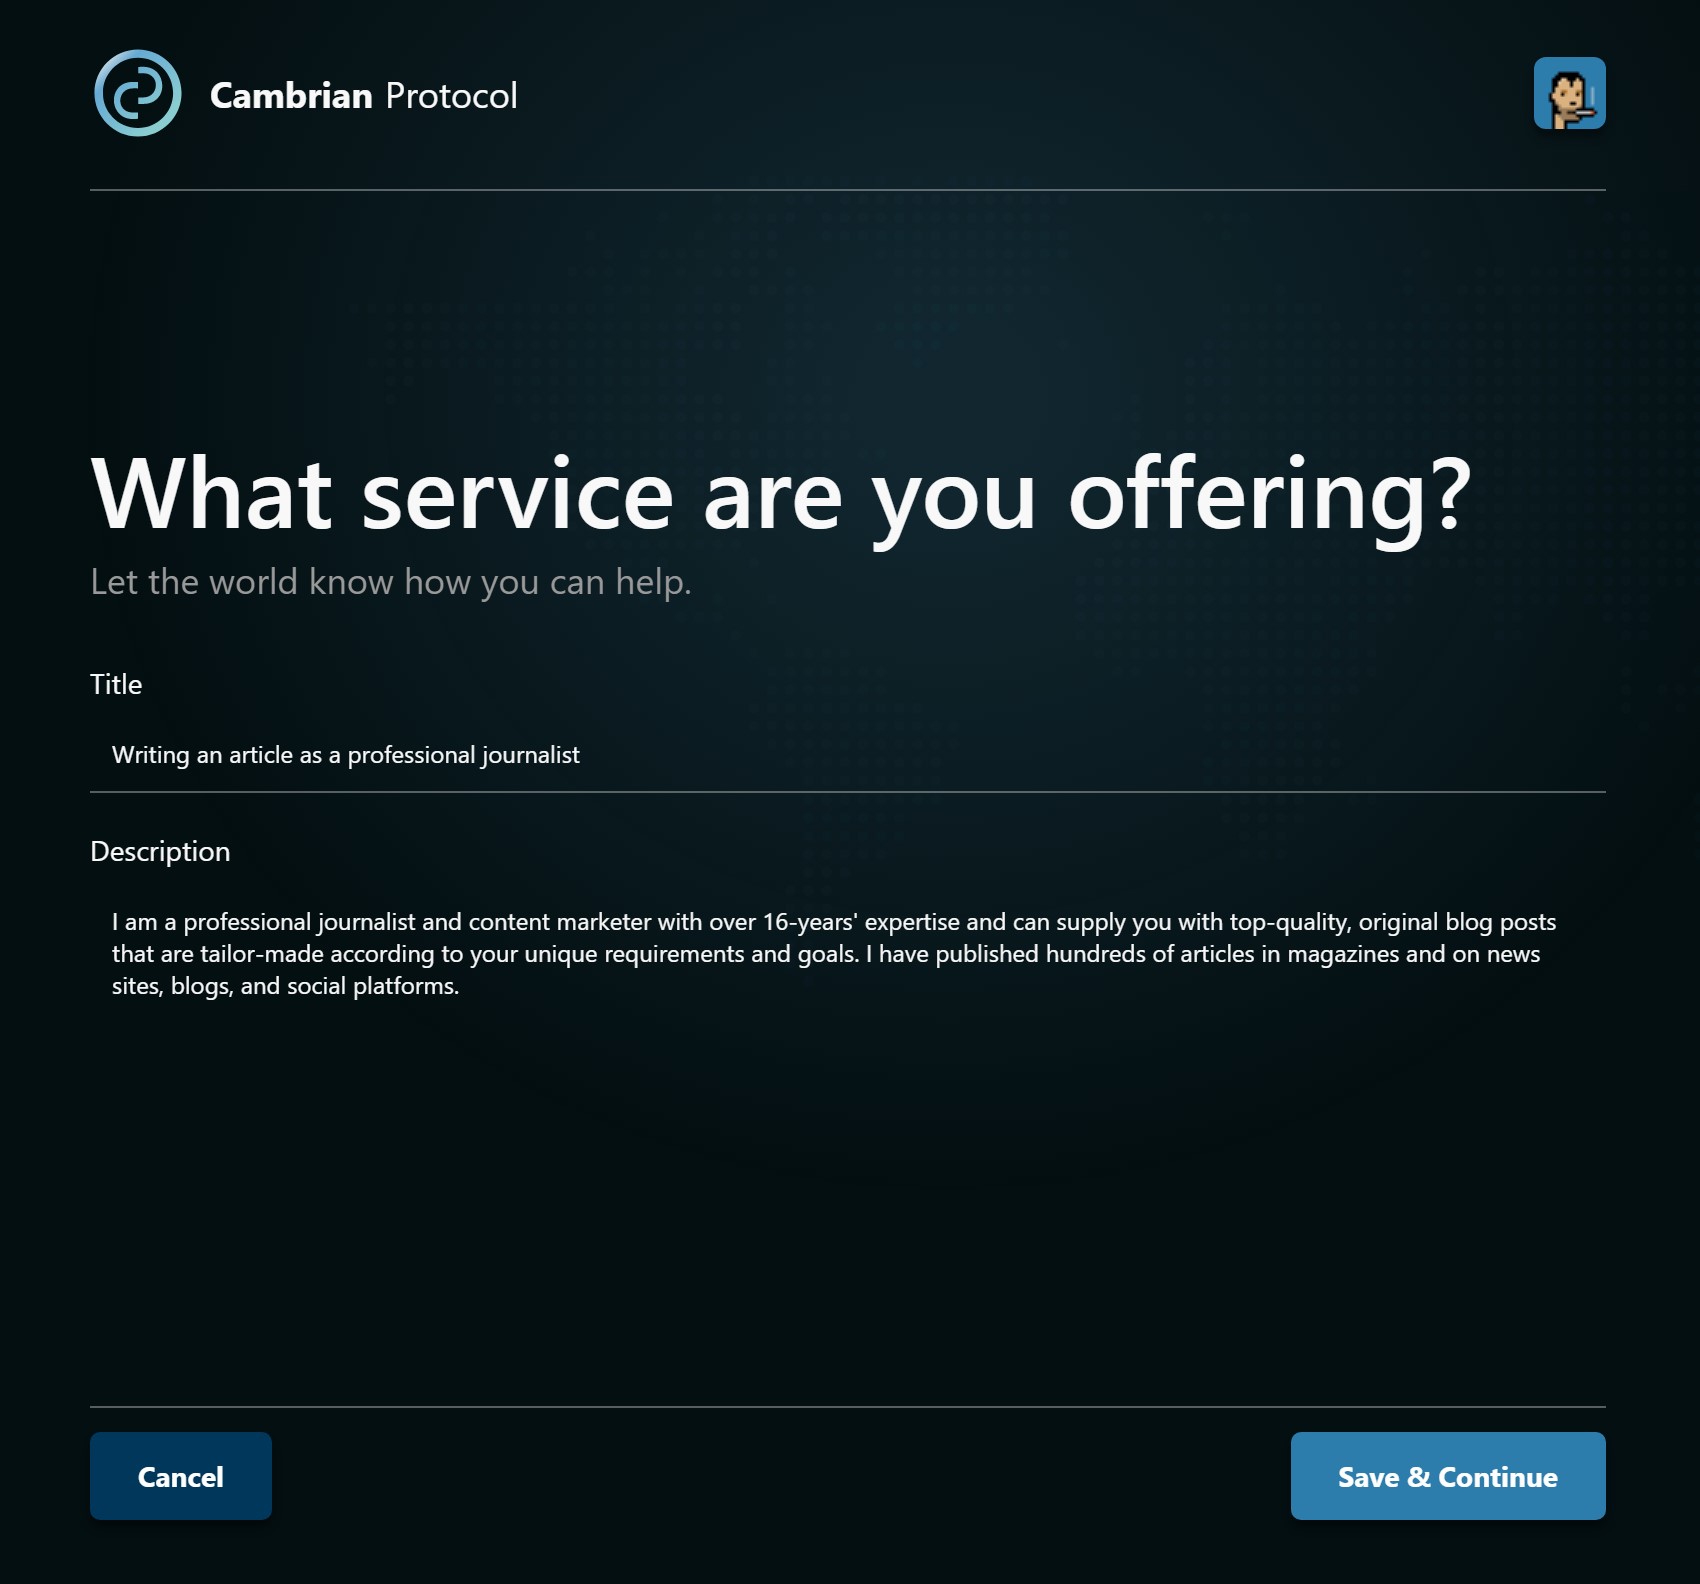 Cambrian Protocol
What service are you offering?
Let the world know how you can help.
Title
Writing an article as a professional journalist
Description
I am a professional journalist and content marketer with over 16-years' expertise and can supply you with top-quality, original blog posts
that are tailor-made according to your unique requirements and goals. I have published hundreds of articles in magazines and on news
sites, blogs, and social platforms.
Cancel
Save & Continue